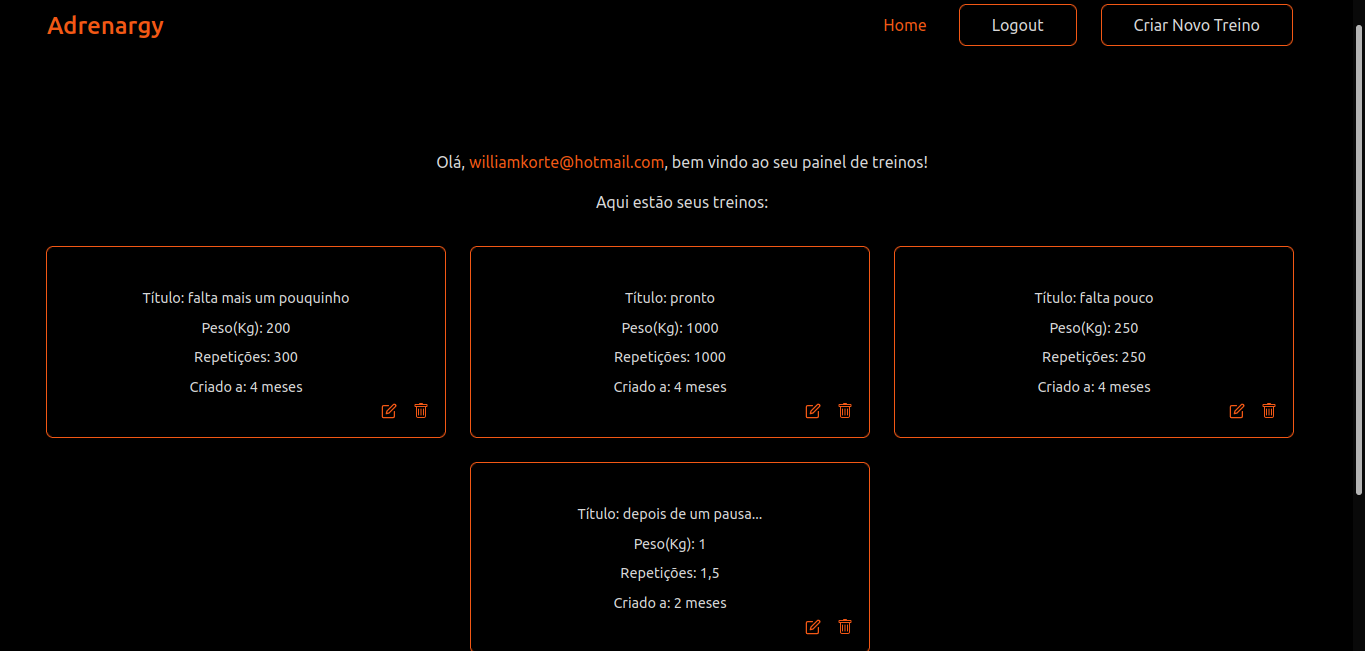 Adrenargy
Home
Logout
Criar Novo Treino
Olá, williamkorte@hotmail.com, bem vindo ao seu painel de treinos!
Aqui estão seus treinos:
Título: falta mais um pouquinho
Peso(Kg): 200
Repetições: 300
Criado a: 4 meses
Título: pronto
Peso(Kg): 1000
Repetições: 1000
Criado a: 4 meses
Título: falta pouco
Peso(Kg): 250
Repetições: 250
Criado a: 4 meses
Título: depois de um pausa...
Peso(Kg): 1
Repetições: 1,5
Criado a: 2 meses